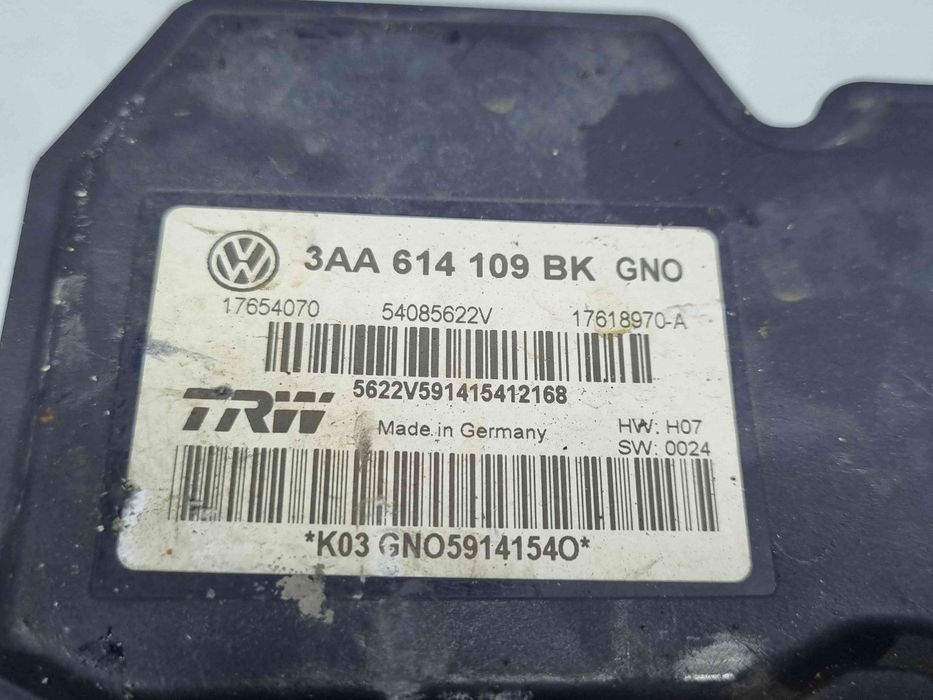 3AA 614 109 BK GNO
17654070 54085622V 17618970-A
5622V591415412168
TRW Made in Germany HW: H07
SW: 0024
*K03 GNO59141540*